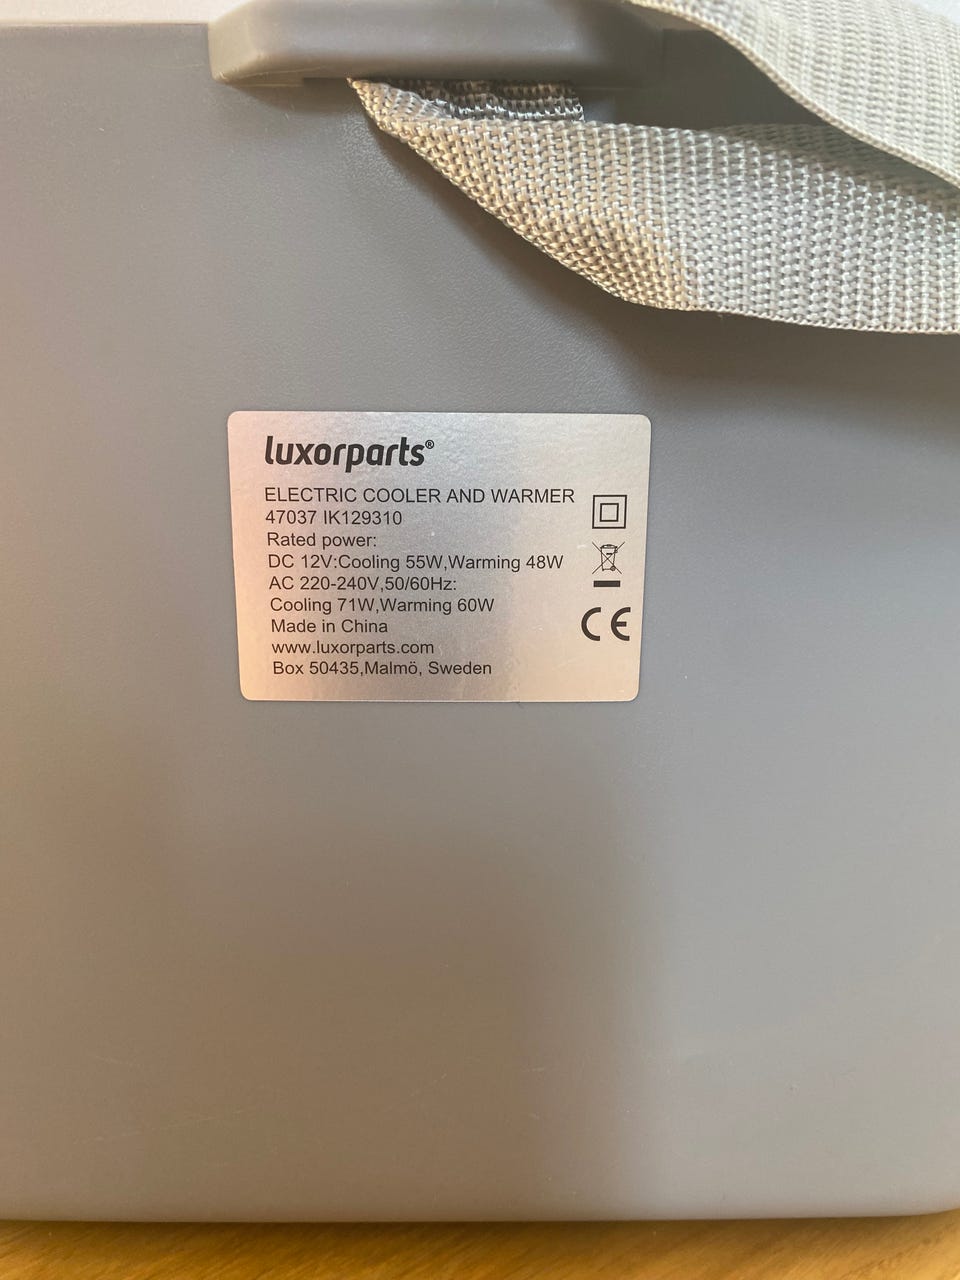 luxorparts®
ELECTRIC COOLER AND WARMER
47037 IK129310
Rated power:
DC 12V:Cooling 55W,Warming 48W
AC 220-240V,50/60Hz:
Cooling 71W,Warming 60W
Made in China
www.luxorparts.com
Box 50435,Malmö, Sweden
CE